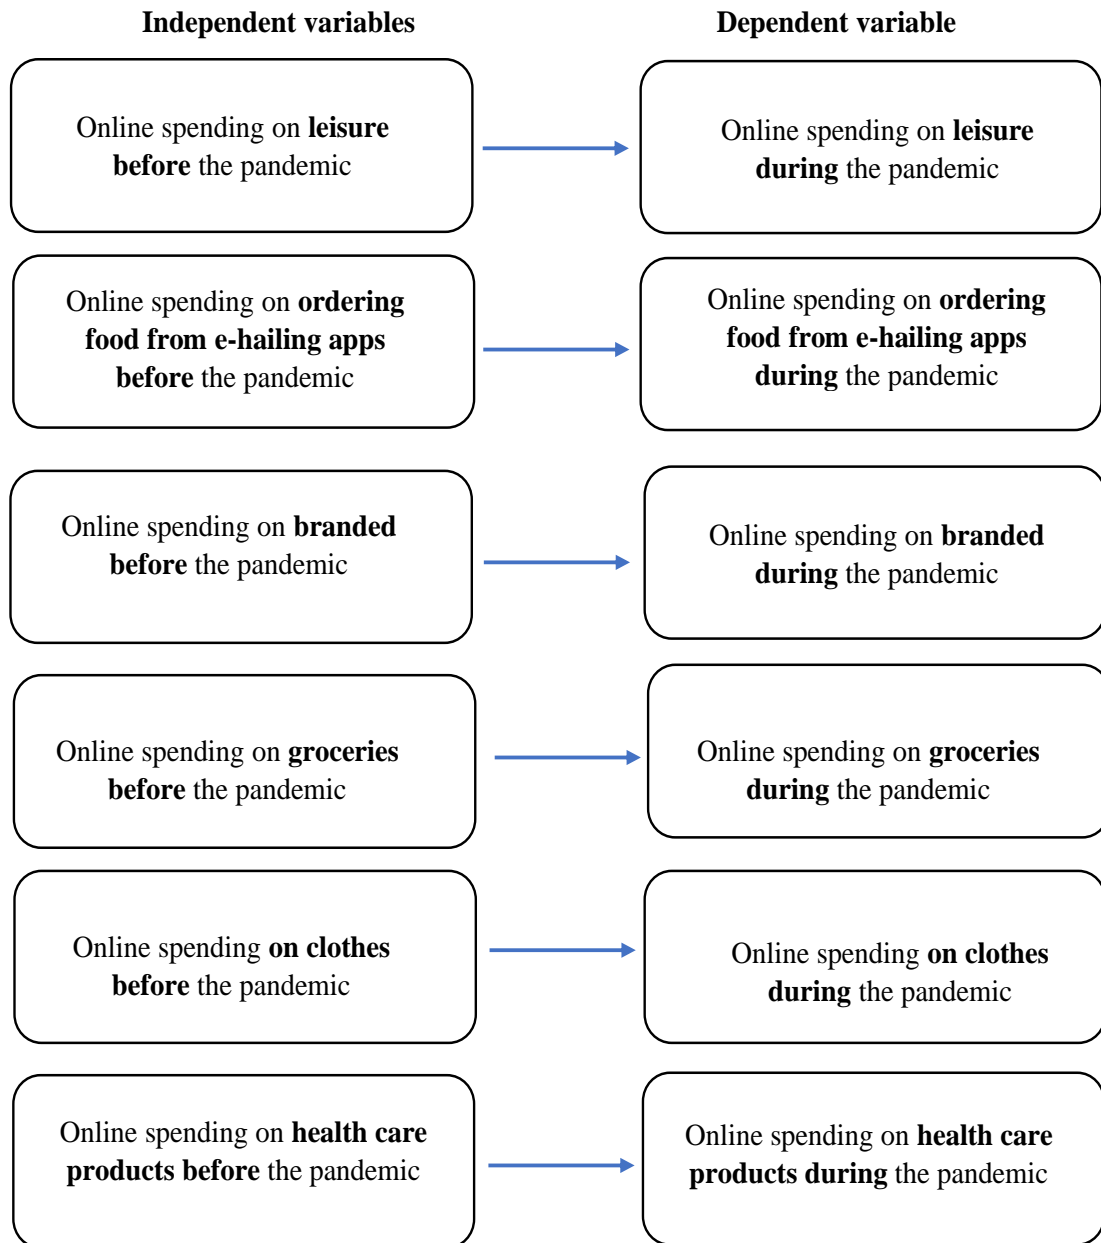 Independent variables
Dependent variable
Online spending on leisure
before the pandemic
Online spending on leisure
during the pandemic
Online spending on ordering
food from e-hailing apps
before the pandemic
Online spending on ordering
food from e-hailing apps
during the pandemic
Online spending on branded
before the pandemic
Online spending on branded
during the pandemic
Online spending on groceries
before the pandemic
Online spending on groceries
during the pandemic
Online spending on clothes
before the pandemic
Online spending on clothes
during the pandemic
Online spending on health care
products before the pandemic
Online spending on health care
products during the pandemic